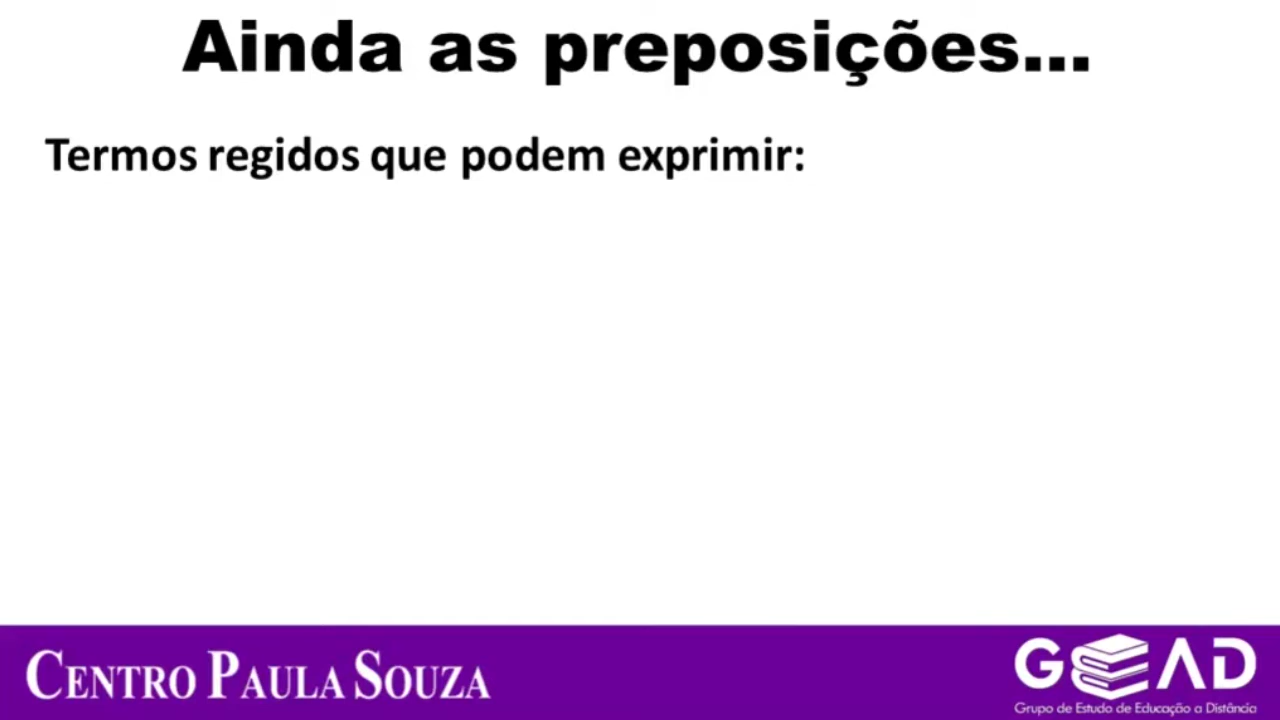 Ainda as preposições...
Termos regidos que podem exprimir:
CENTRO PAULA SOUZA
GEAD
Grupo de Estudo de Educação a Distância